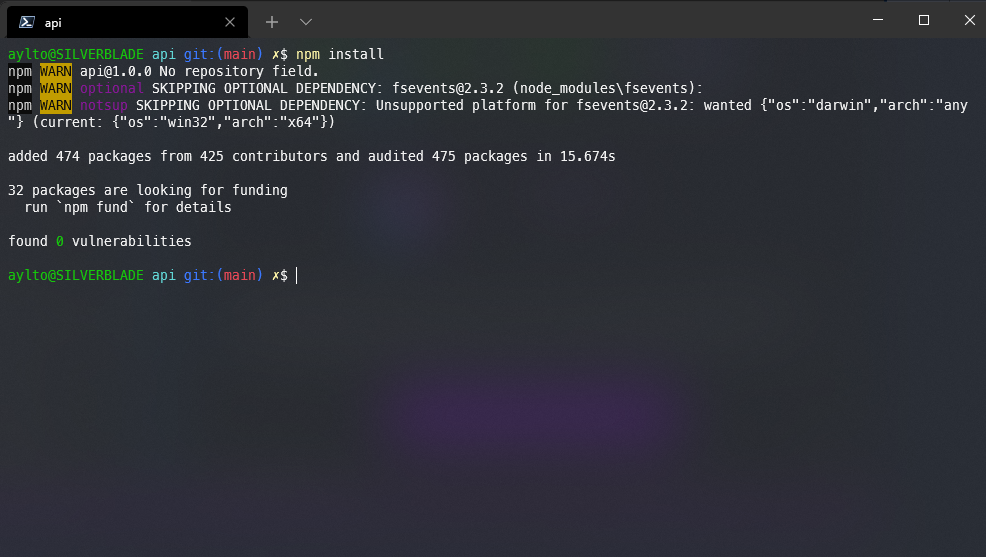 api
aylto@SILVERBLADE api git:(main) ✗$ npm install
npm WARN api@1.0.0 No repository field.
npm WARN optional SKIPPING OPTIONAL DEPENDENCY: fsevents@2.3.2 (node_modules\fsevents):
npm WARN notsup SKIPPING OPTIONAL DEPENDENCY: Unsupported platform for fsevents@2.3.2: wanted {"os":"darwin","arch":"any
"} (current: {"os":"win32","arch":"x64"})
added 474 packages from 425 contributors and audited 475 packages in 15.674s
32 packages are looking for funding
run `npm fund` for details
found 0 vulnerabilities
aylto@SILVERBLADE api git:(main) ✗$